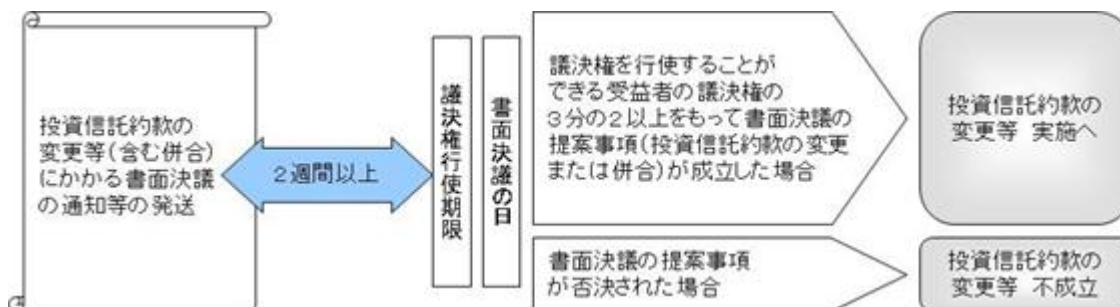 投資信託約款の
変更等(含む併合)
にかかる書面決議
の通知等の発送
2週間以上
議決権行使期限
書面決議の日
議決権を行使することが
できる受益者の議決権の
3分の2以上をもって書面決議の
提案事項(投資信託約款の変更
または併合)が成立した場合
投資信託約款の
変更等 実施へ
書面決議の提案事項
が否決された場合
投資信託約款の
変更等 不成立